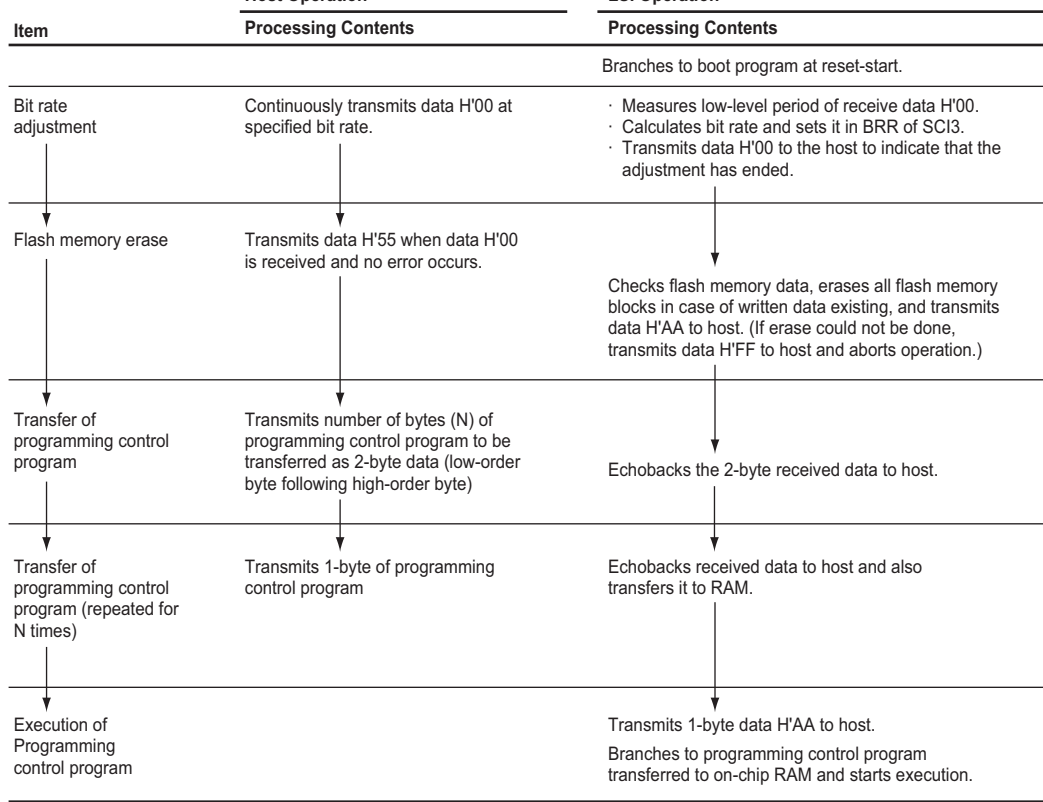 Item
Processing Contents
Processing Contents
Branches to boot program at reset-start.
Bit rate
adjustment
Continuously transmits data H'00 at
specified bit rate.
· Measures low-level period of receive data H'00.
· Calculates bit rate and sets it in BRR of SCI3.
· Transmits data H'00 to the host to indicate that the
adjustment has ended.
Flash memory erase
Transmits data H'55 when data H'00
is received and no error occurs.
Checks flash memory data, erases all flash memory
blocks in case of written data existing, and transmits
data H'AA to host. (If erase could not be done,
transmits data H'FF to host and aborts operation.)
Transfer of
programming control
program
Transmits number of bytes (N) of
programming control program to be
transferred as 2-byte data (low-order
byte following high-order byte)
Echobacks the 2-byte received data to host.
Transfer of
programming control
program (repeated for
N times)
Transmits 1-byte of programming
control program
Echobacks received data to host and also
transfers it to RAM.
Execution of
Programming
control program
Transmits 1-byte data H'AA to host.
Branches to programming control program
transferred to on-chip RAM and starts execution.